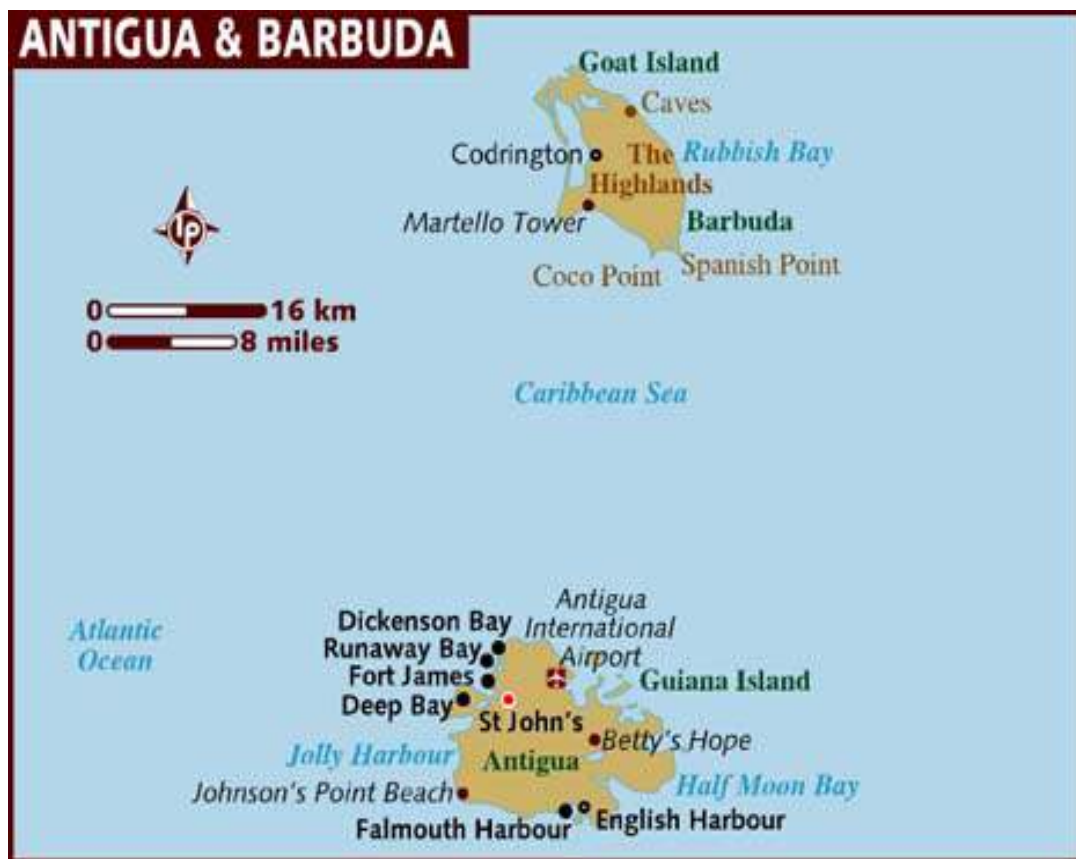 ANTIGUA & BARBUDA
Goat Island
Caves
Codrington
The Rubbish Bay
Highlands
Martello Tower
Barbuda
Coco Point
Spanish Point
LP
0 16 km
0 8 miles
Caribbean Sea
Atlantic
Ocean
Antigua
International
Airport
Dickenson Bay
Runaway Bay
Fort James
Deep Bay
Guiana Island
St John's
Betty's Hope
Jolly Harbour
Antigua
Half Moon Bay
Johnson's Point Beach
Falmouth Harbour
English Harbour